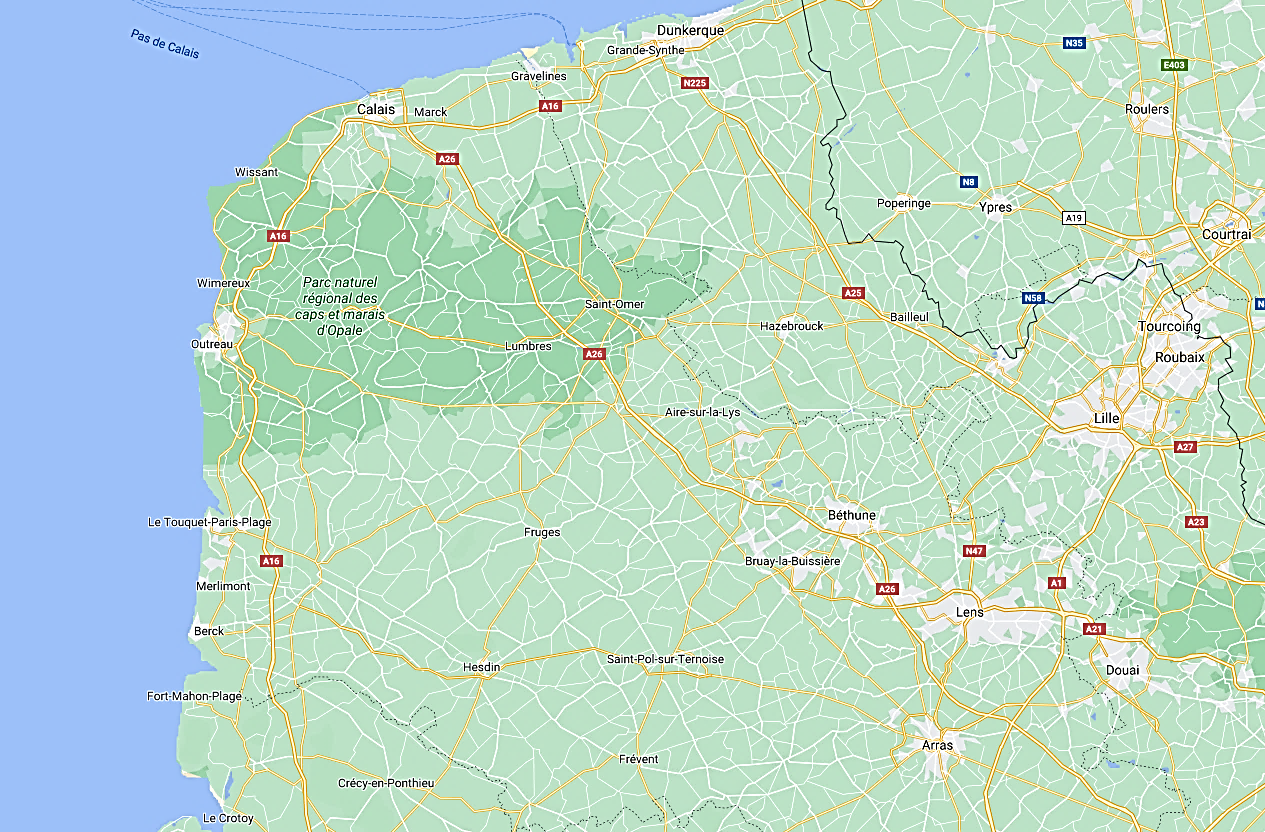 Dunkerque
Pas de Calais
N35
Grande-Synthe
E403
Gravelines
N225
A16
Calais
Marck
Roulers
A26
Wissant
N8
Poperinge
Ypres
A19
A16
Courtrai
Wimereux
Parc naturel
régional des
caps et marais
d'Opale
A25
N58
N
Saint-Omer
Bailleul
Hazebrouck
Tourcoing
Outreau
Lumbres
A26
Roubaix
Aire-sur-la-Lys
Lille
A27
Le Touquet-Paris-Plage
Béthune
A23
Fruges
N47
A16
Bruay-la-Buissière
Merlimont
A26
A1
Lens
Berck
A21
Hesdin
Saint-Pol-sur-Ternoise
Douai
Fort-Mahon-Plage
Arras
Frévent
Crécy-en-Ponthieu
Le Crotoy